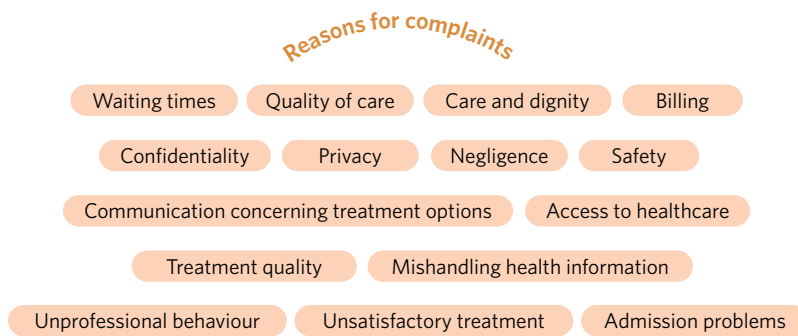 Reasons for complaints
Waiting times Quality of care Care and dignity Billing
Confidentiality Privacy Negligence Safety
Communication concerning treatment options Access to healthcare
Treatment quality Mishandling health information
Unprofessional behaviour Unsatisfactory treatment Admission problems